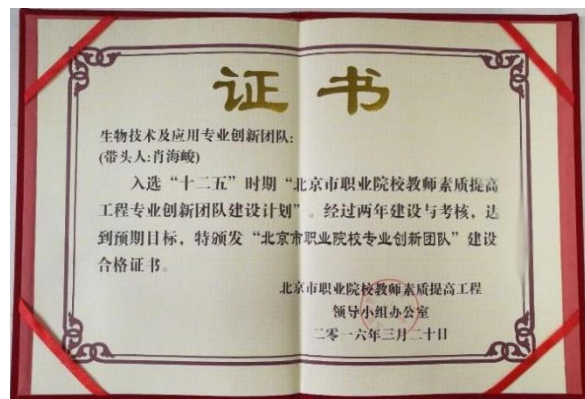 证书
生物技术及应用专业创新团队:
(带头人:肖海峻)
入选“十二五”时期“北京市职业院校教师素质提高
工程专业创新团队建设计划”。经过两年建设与考核，达
到预期目标，特颁发“北京市职业院校专业创新团队”建设
合格证书。
北京市职业院校教师素质提高工程
领导小组办公室
二零一六年三月二十日